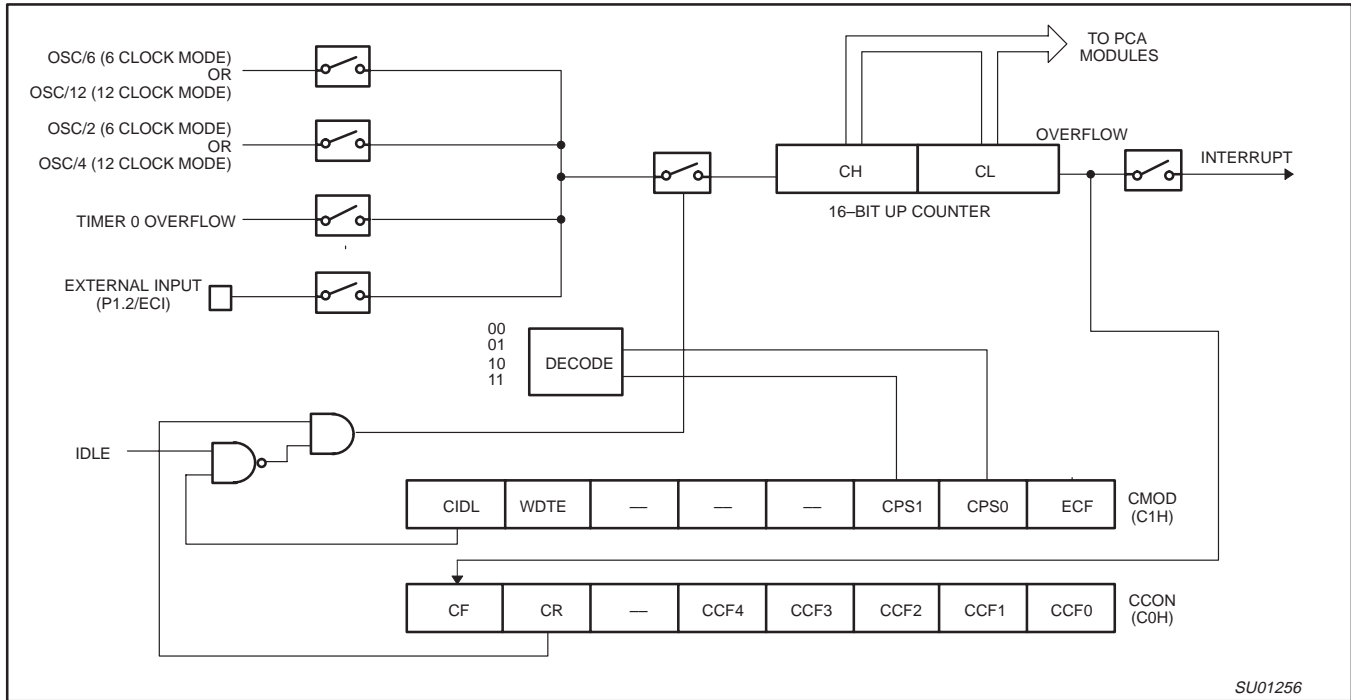 OSC/6 (6 CLOCK MODE)
OR
OSC/12 (12 CLOCK MODE)
OSC/2 (6 CLOCK MODE)
OR
OSC/4 (12 CLOCK MODE)
TIMER 0 OVERFLOW
EXTERNAL INPUT
(P1.2/ECI)
TO PCA
MODULES
OVERFLOW
CH
CL
INTERRUPT
16–BIT UP COUNTER
00
01
10
11
DECODE
IDLE
CIDL WDTE –– –– –– CPS1 CPS0 ECF
CMOD
(C1H)
CF CR –– CCF4 CCF3 CCF2 CCF1 CCF0
CCON
(C0H)
SU01256